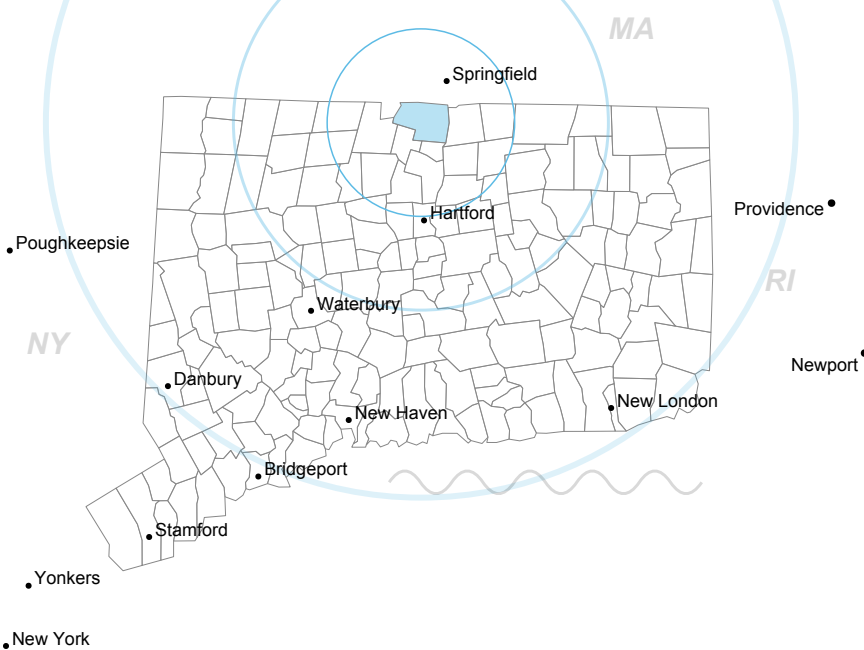 MA
Springfield
Providence
Hartford
Poughkeepsie
RI
Waterbury
NY
Newport
Danbury
New London
New Haven
Bridgeport
Stamford
Yonkers
New York